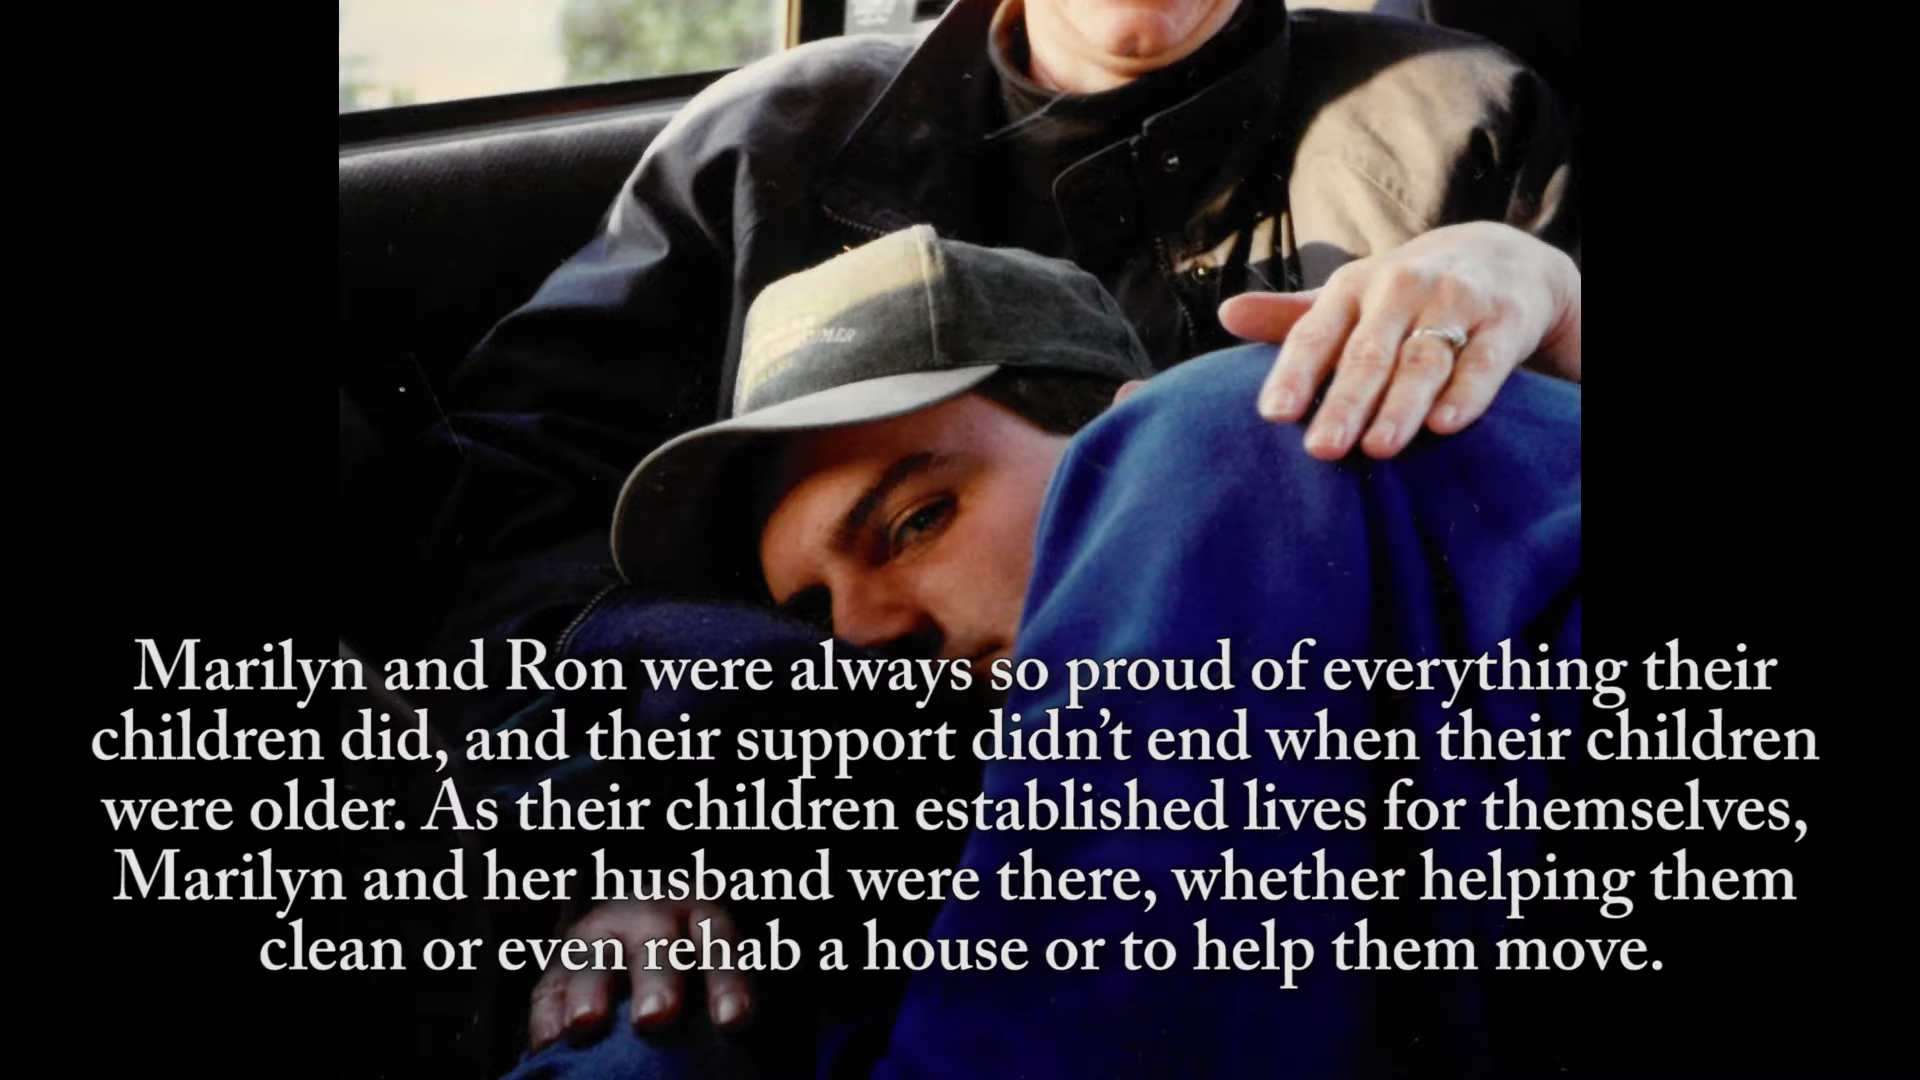 Marilyn and Ron were always so proud of everything their
children did, and their support didn’t end when their children
were older. As their children established lives for themselves,
Marilyn and her husband were there, whether helping them
clean or even rehab a house or to help them move.